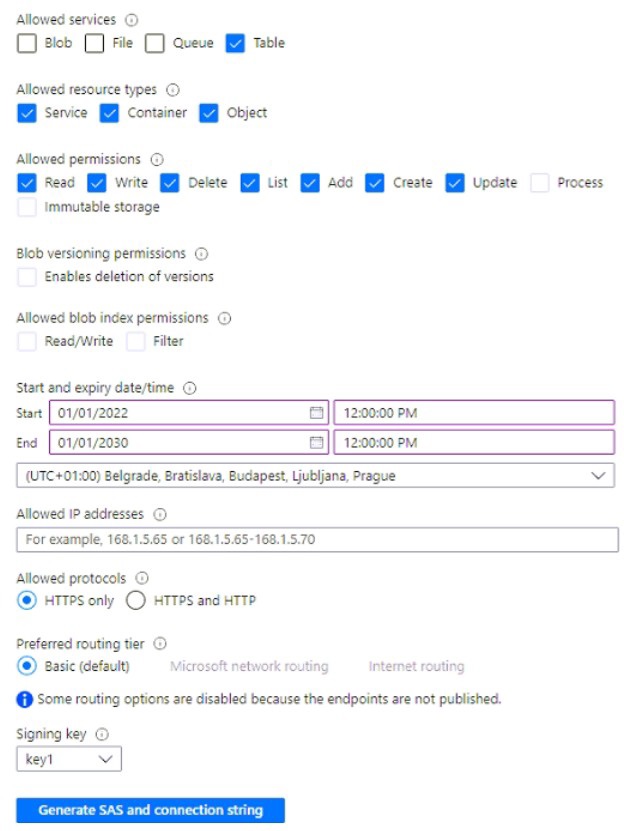 Allowed services
Blob File Queue Table
Allowed resource types
Service Container Object
Allowed permissions
Read Write Delete List Add Create Update Process
Immutable storage
Blob versioning permissions
Enables deletion of versions
Allowed blob index permissions
Read/Write Filter
Start and expiry date/time
Start 01/01/2022 12:00:00 PM
End 01/01/2030 12:00:00 PM
(UTC+01:00) Belgrade, Bratislava, Budapest, Ljubljana, Prague
Allowed IP addresses
For example, 168.1.5.65 or 168.1.5.65-168.1.5.70
Allowed protocols
HTTPS only HTTPS and HTTP
Preferred routing tier
Basic (default) Microsoft network routing Internet routing
Some routing options are disabled because the endpoints are not published.
Signing key
key1
Generate SAS and connection string